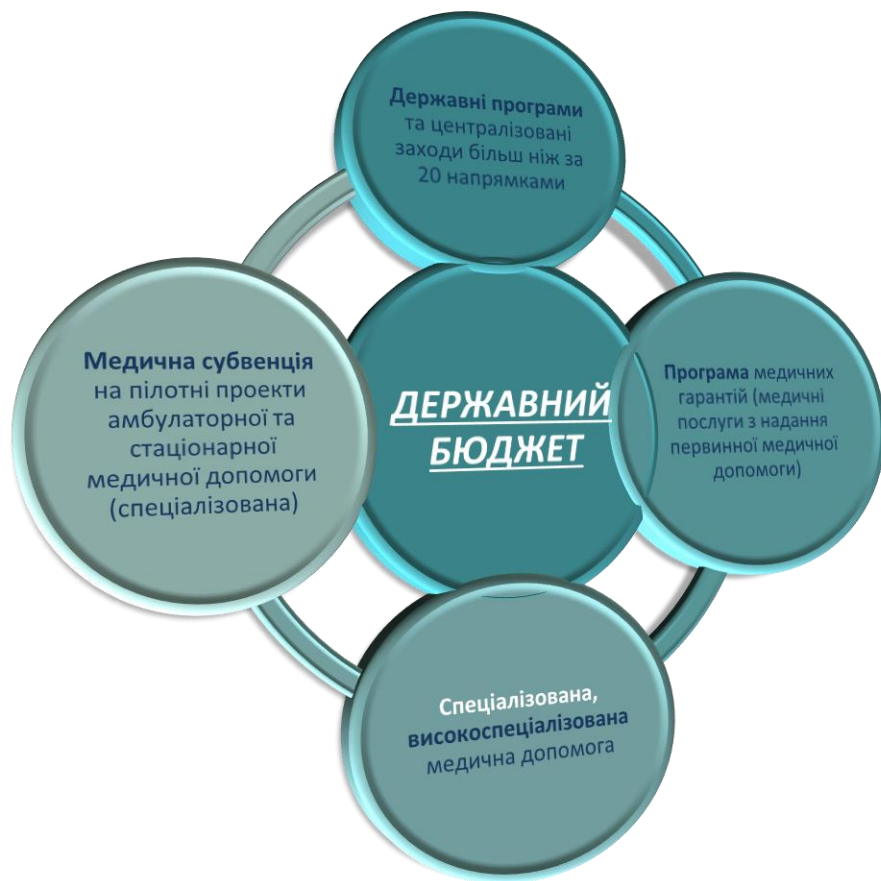 Державні програми
та централізовані
заходи більш ніж за
20 напрямками
Медична субвенція
на пілотні проекти
амбулаторної та
стаціонарної
медичної допомоги
(спеціалізована)
ДЕРЖАВНИЙ
БЮДЖЕТ
Програма медичних
гарантій (медичні
послуги з надання
первинної медичної
допомоги)
Спеціалізована,
високоспеціалізована
медична допомога